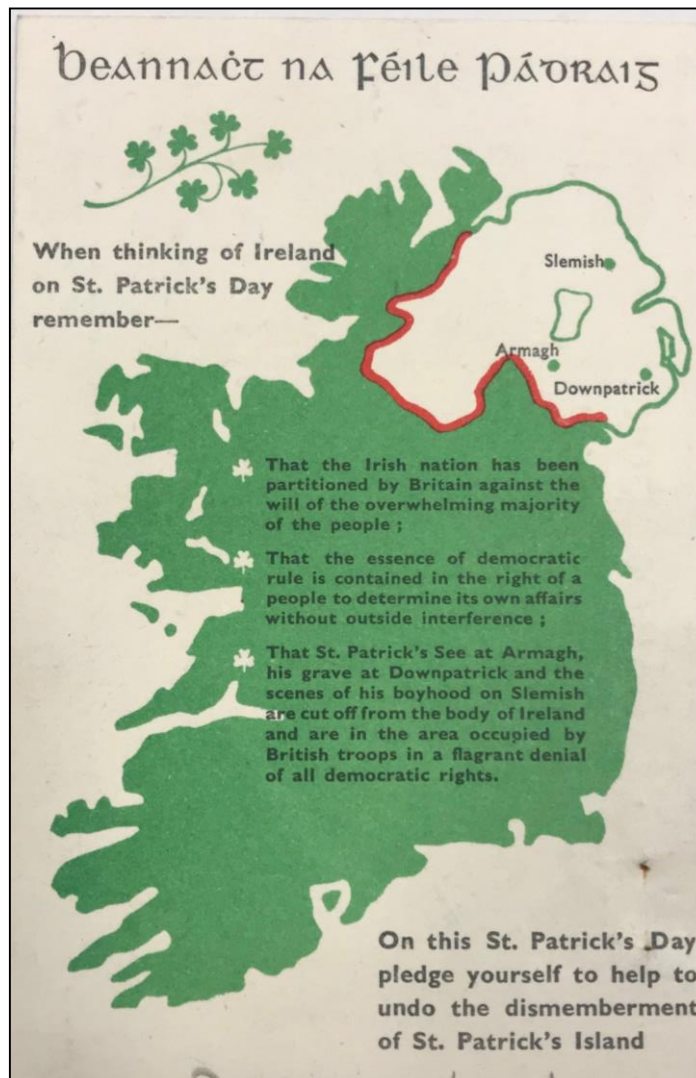 Beannaċt na Féile Pádraig
When thinking of Ireland
on St. Patrick's Day
remember—
Slemish
Armagh
Downpatrick
That the Irish nation has been
partitioned by Britain against the
will of the overwhelming majority
of the people ;
That the essence of democratic
rule is contained in the right of a
people to determine its own affairs
without outside interference ;
That St. Patrick's See at Armagh,
his grave at Downpatrick and the
scenes of his boyhood on Slemish
are cut off from the body of Ireland
and are in the area occupied by
British troops in a flagrant denial
of all democratic rights.
On this St. Patrick's Day
pledge yourself to help to
undo the dismemberment
of St. Patrick's Island